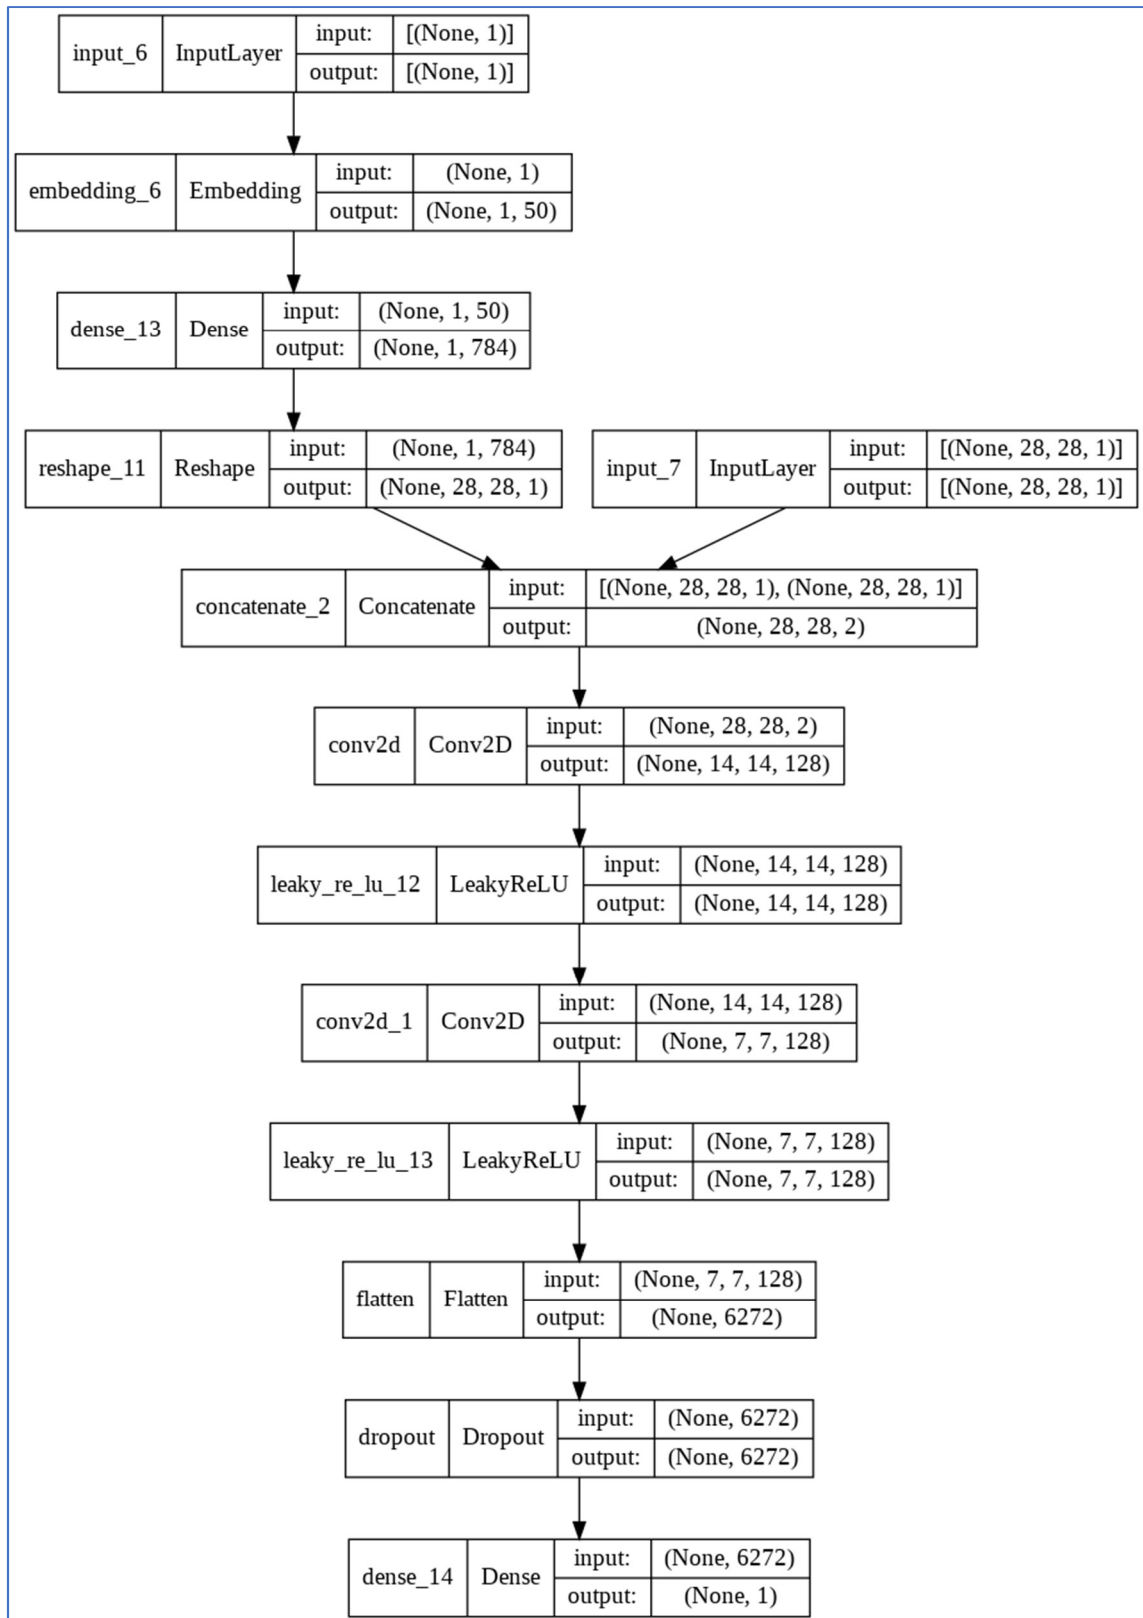 input_6 InputLayer input: [(None, 1)]
output: [(None, 1)]
embedding_6 Embedding input: (None, 1)
output: (None, 1, 50)
dense_13 Dense input: (None, 1, 50)
output: (None, 1, 784)
reshape_11 Reshape input: (None, 1, 784)
output: (None, 28, 28, 1)
input_7 InputLayer input: [(None, 28, 28, 1)]
output: [(None, 28, 28, 1)]
concatenate_2 Concatenate input: [(None, 28, 28, 1), (None, 28, 28, 1)]
output: (None, 28, 28, 2)
conv2d Conv2D input: (None, 28, 28, 2)
output: (None, 14, 14, 128)
leaky_re_lu_12 LeakyReLU input: (None, 14, 14, 128)
output: (None, 14, 14, 128)
conv2d_1 Conv2D input: (None, 14, 14, 128)
output: (None, 7, 7, 128)
leaky_re_lu_13 LeakyReLU input: (None, 7, 7, 128)
output: (None, 7, 7, 128)
flatten Flatten input: (None, 7, 7, 128)
output: (None, 6272)
dropout Dropout input: (None, 6272)
output: (None, 6272)
dense_14 Dense input: (None, 6272)
output: (None, 1)